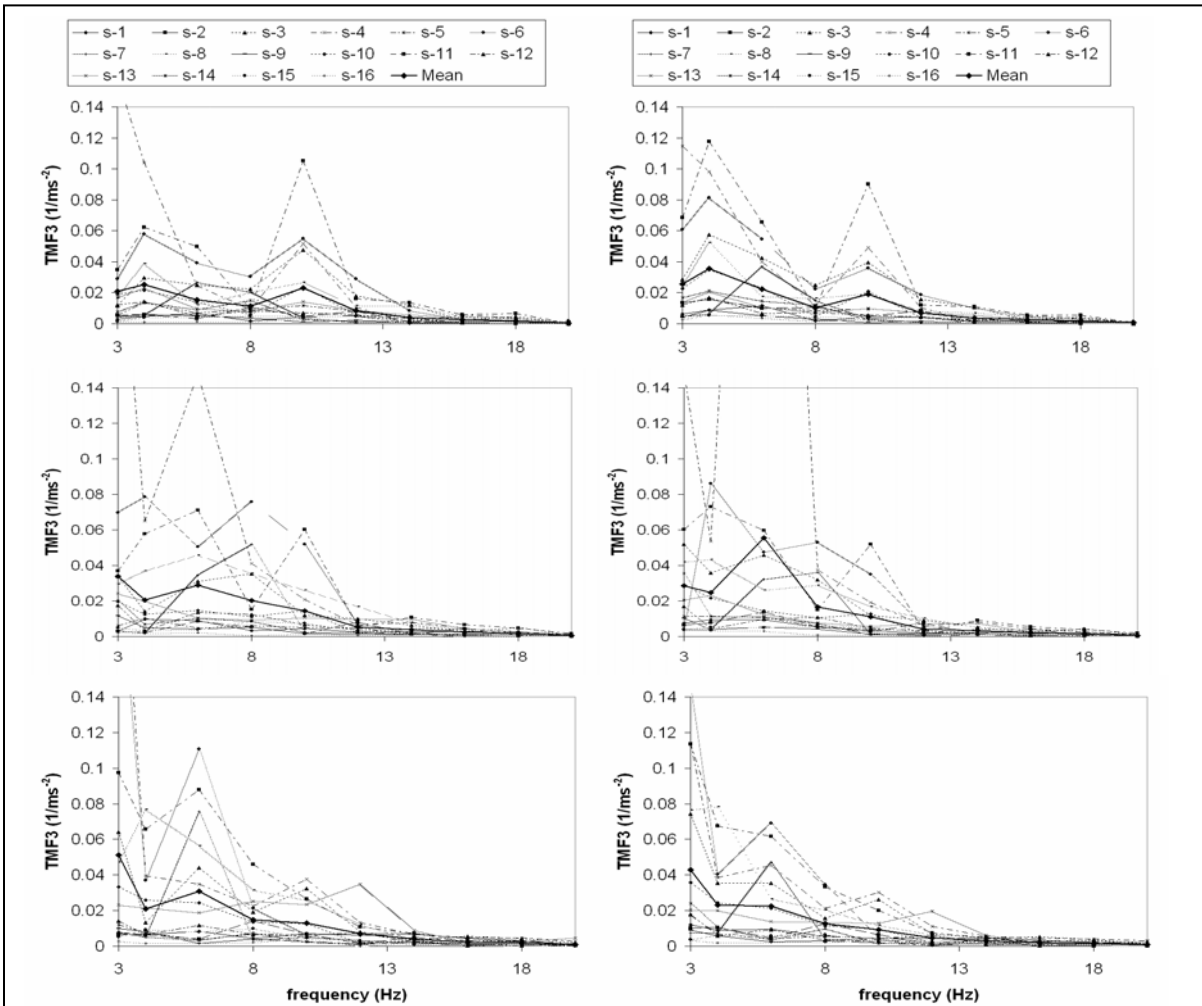 s-1 s-2 s-3 s-4 s-5 s-6
s-7 s-8 s-9 s-10 s-11 s-12
s-13 s-14 s-15 s-16 Mean
s-1 s-2 s-3 s-4 s-5 s-6
s-7 s-8 s-9 s-10 s-11 s-12
s-13 s-14 s-15 s-16 Mean
TMF3 (1/ms⁻²)
0.14
0.12
0.1
0.08
0.06
0.04
0.02
0
3 8 13 18
TMF3 (1/ms⁻²)
0.14
0.12
0.1
0.08
0.06
0.04
0.02
0
3 8 13 18
TMF3 (1/ms⁻²)
0.14
0.12
0.1
0.08
0.06
0.04
0.02
0
3 8 13 18
TMF3 (1/ms⁻²)
0.14
0.12
0.1
0.08
0.06
0.04
0.02
0
3 8 13 18
TMF3 (1/ms⁻²)
0.14
0.12
0.1
0.08
0.06
0.04
0.02
0
3 8 13 18
frequency (Hz)
TMF3 (1/ms⁻²)
0.14
0.12
0.1
0.08
0.06
0.04
0.02
0
3 8 13 18
frequency (Hz)